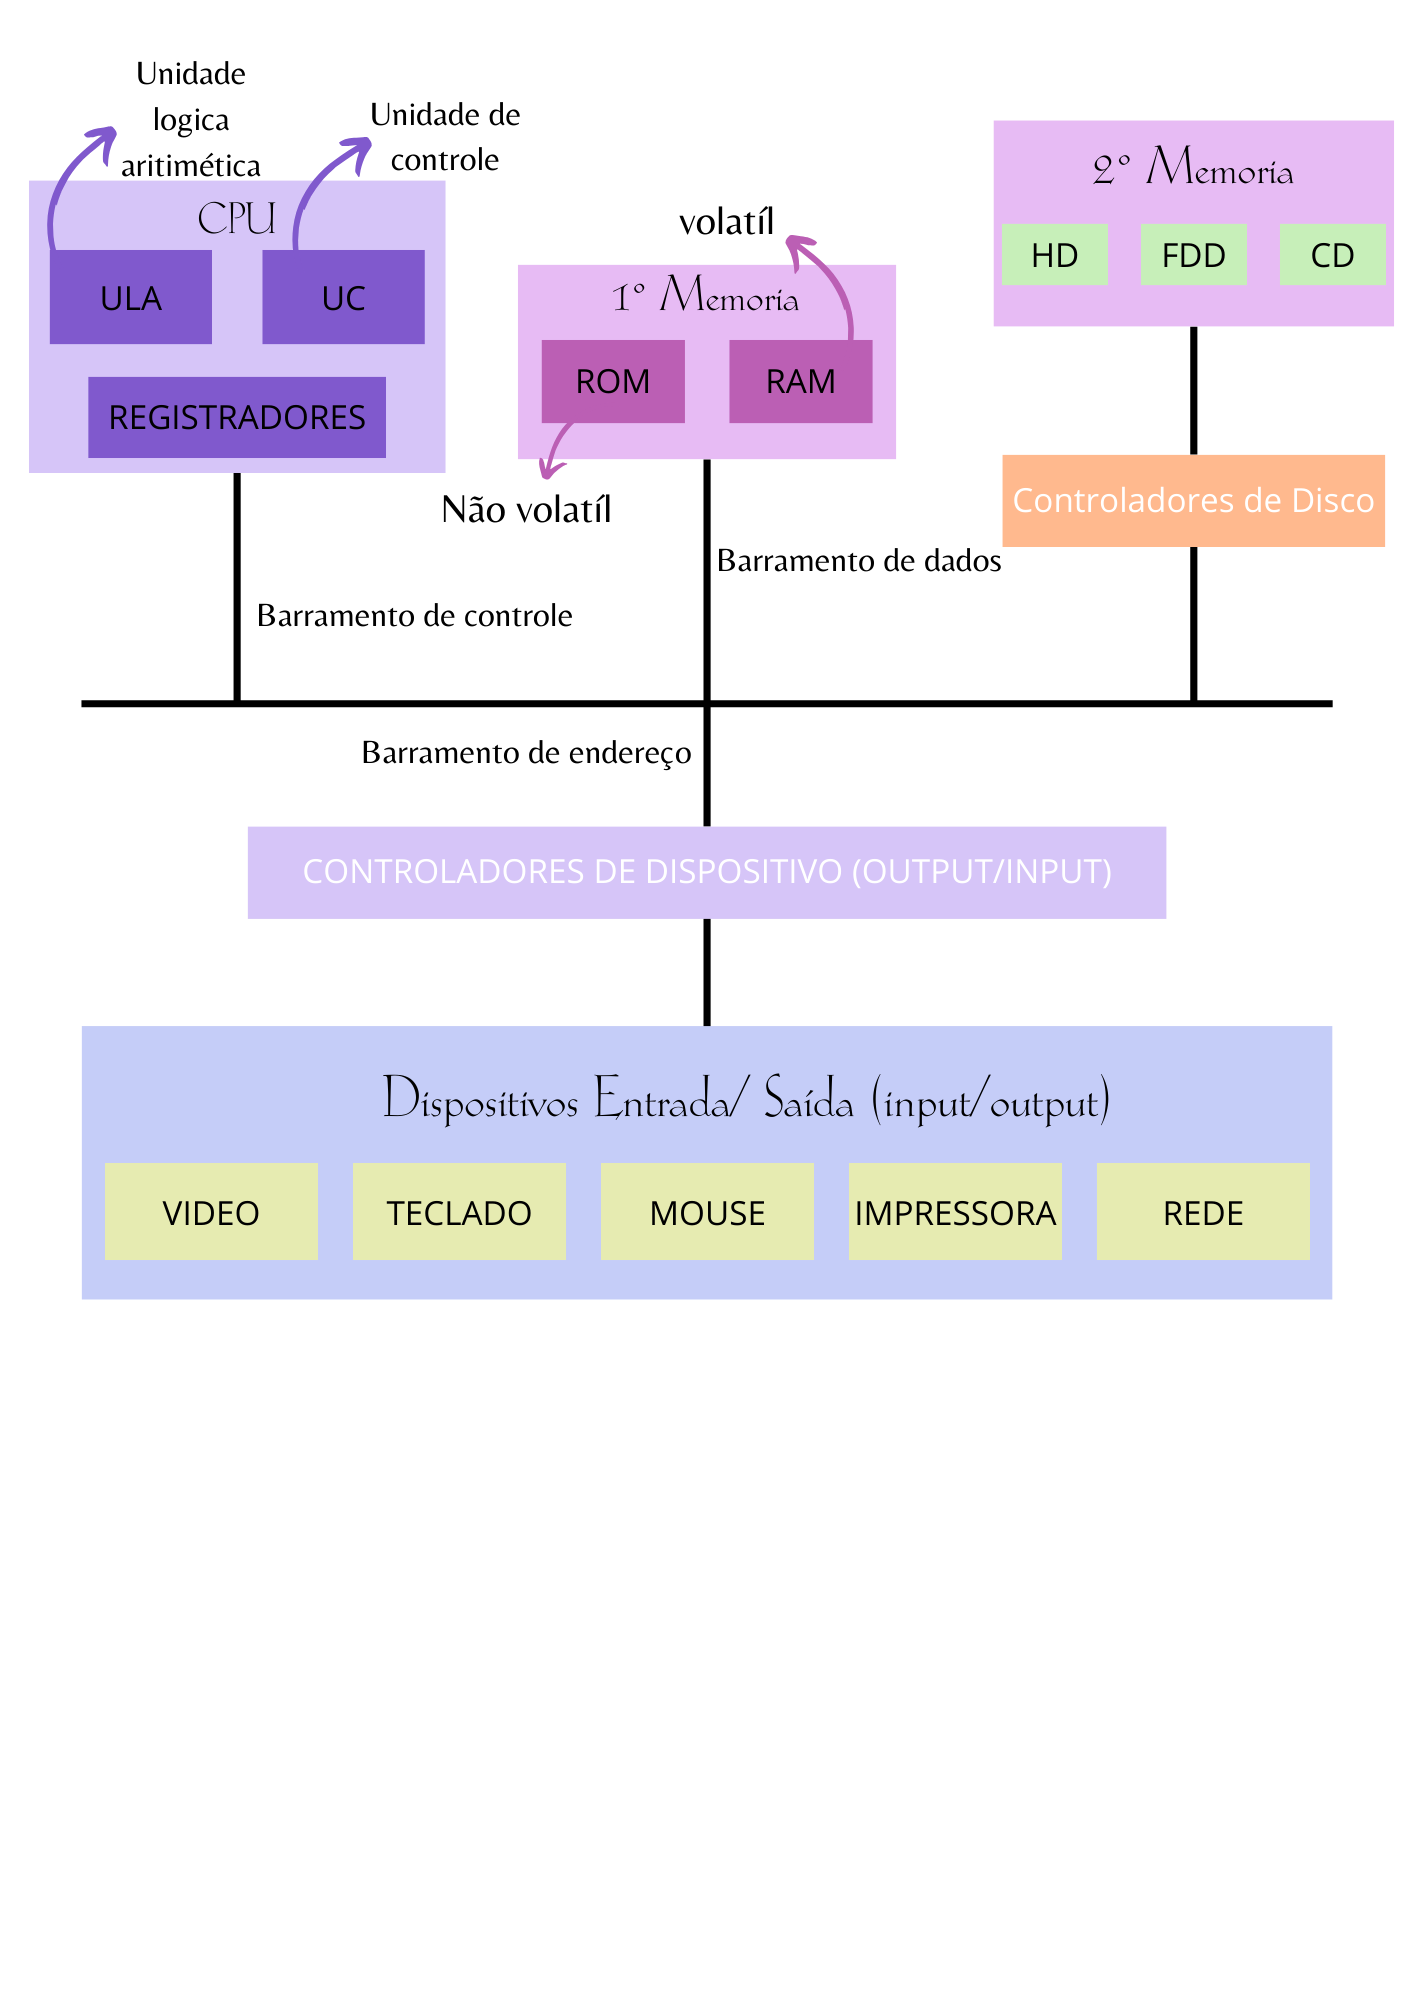 Unidade
logica
aritimética
Unidade de
controle
CPU
ULA
UC
REGISTRADORES
volatíl
1º Memoria
ROM
RAM
Não volatíl
2º Memoria
HD
FDD
CD
Controladores de Disco
Barramento de dados
Barramento de controle
Barramento de endereço
CONTROLADORES DE DISPOSITIVO (OUTPUT/INPUT)
Dispositivos Entrada/ Saída (input/output)
VIDEO
TECLADO
MOUSE
IMPRESSORA
REDE